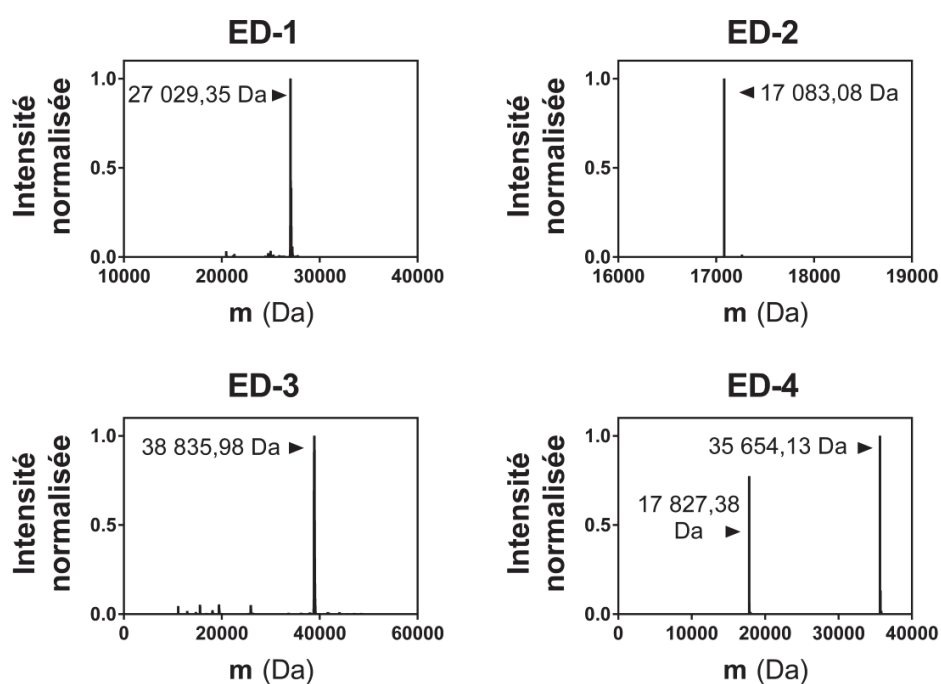 ED-1
Intensité
normalisée
1.0
0.5
0.0
27 029,35 Da
10000 20000 30000 40000
m (Da)
ED-2
Intensité
normalisée
1.0
0.5
0.0
17 083,08 Da
16000 17000 18000 19000
m (Da)
ED-3
Intensité
normalisée
1.0
0.5
0.0
38 835,98 Da
0 20000 40000 60000
m (Da)
ED-4
Intensité
normalisée
1.0
0.5
0.0
35 654,13 Da
17 827,38
Da
0 10000 20000 30000 40000
m (Da)